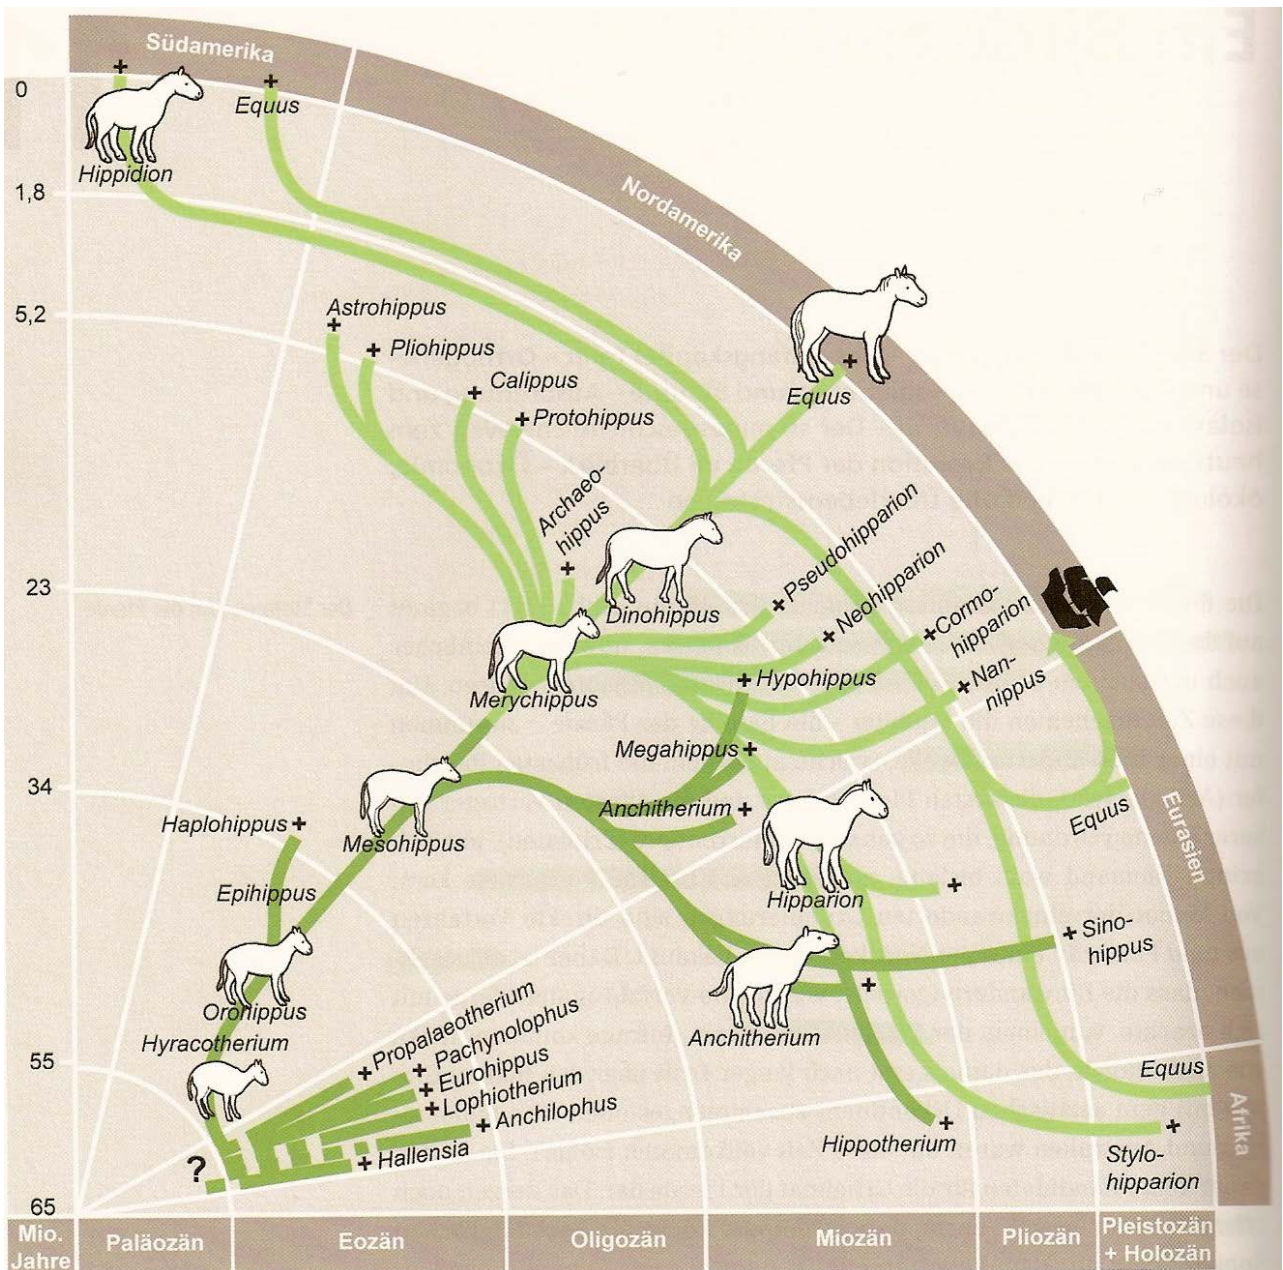 Südamerika
Nordamerika
Eurasien
Afrika
0
1,8
5,2
23
34
55
65
Hippidion
Equus
Astrohippus
Pliohippus
Calippus
Protohippus
Archaeo-
hippus
Equus
Dinohippus
Pseudohipparion
Neohipparion
Cormo-
hipparion
Nan-
nippus
Merychippus
Hypohippus
Megahippus
Anchitherium
Mesohippus
Haplohippus
Epihippus
Orohippus
Hyracotherium
Hipparion
Equus
Sino-
hippus
Anchitherium
Propalaeotherium
Pachynolophus
Eurohippus
Lophiotherium
Anchilophus
Hallensia
?
Hippotherium
Equus
Stylo-
hipparion
Mio.
Jahre
Paläozän
Eozän
Oligozän
Miozän
Pliozän
Pleistozän
+ Holozän